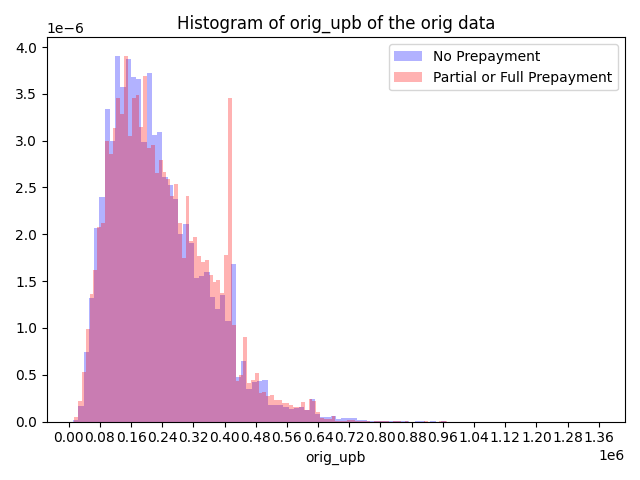 Histogram of orig_upb of the orig data
1e−6
No Prepayment
Partial or Full Prepayment
4.0
3.5
3.0
2.5
2.0
1.5
1.0
0.5
0.0
0.00 0.08 0.16 0.24 0.32 0.40 0.48 0.56 0.64 0.72 0.80 0.88 0.96 1.04 1.12 1.20 1.28 1.36
orig_upb
1e6